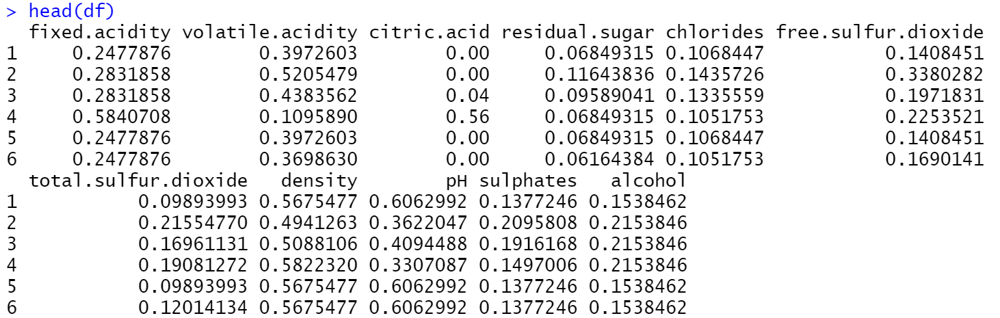 > head(df)
fixed.acidity volatile.acidity citric.acid residual.sugar chlorides free.sulfur.dioxide
1 0.2477876 0.3972603 0.00 0.06849315 0.1068447 0.1408451
2 0.2831858 0.5205479 0.00 0.11643836 0.1435726 0.3380282
3 0.2831858 0.4383562 0.04 0.09589041 0.1335559 0.1971831
4 0.5840708 0.1095890 0.56 0.06849315 0.1051753 0.2253521
5 0.2477876 0.3972603 0.00 0.06849315 0.1068447 0.1408451
6 0.2477876 0.3698630 0.00 0.06164384 0.1051753 0.1690141
total.sulfur.dioxide density pH sulphates alcohol
1 0.09893993 0.5675477 0.6062992 0.1377246 0.1538462
2 0.21554770 0.4941263 0.3622047 0.2095808 0.2153846
3 0.16961131 0.5088106 0.4094488 0.1916168 0.2153846
4 0.19081272 0.5822320 0.3307087 0.1497006 0.2153846
5 0.09893993 0.5675477 0.6062992 0.1377246 0.1538462
6 0.12014134 0.5675477 0.6062992 0.1377246 0.1538462